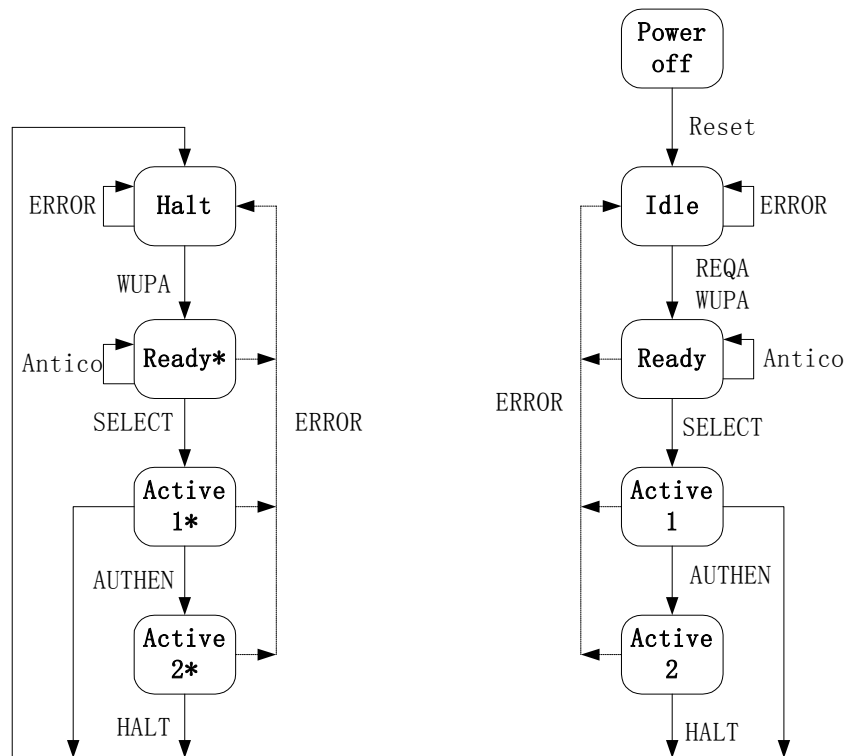 Power
off
Reset
ERROR
Halt
Idle
ERROR
WUPA
REQA
WUPA
Antico
Ready*
Ready
Antico
SELECT
ERROR
ERROR
SELECT
Active
1*
Active
1
AUTHEN
AUTHEN
Active
2*
Active
2
HALT
HALT